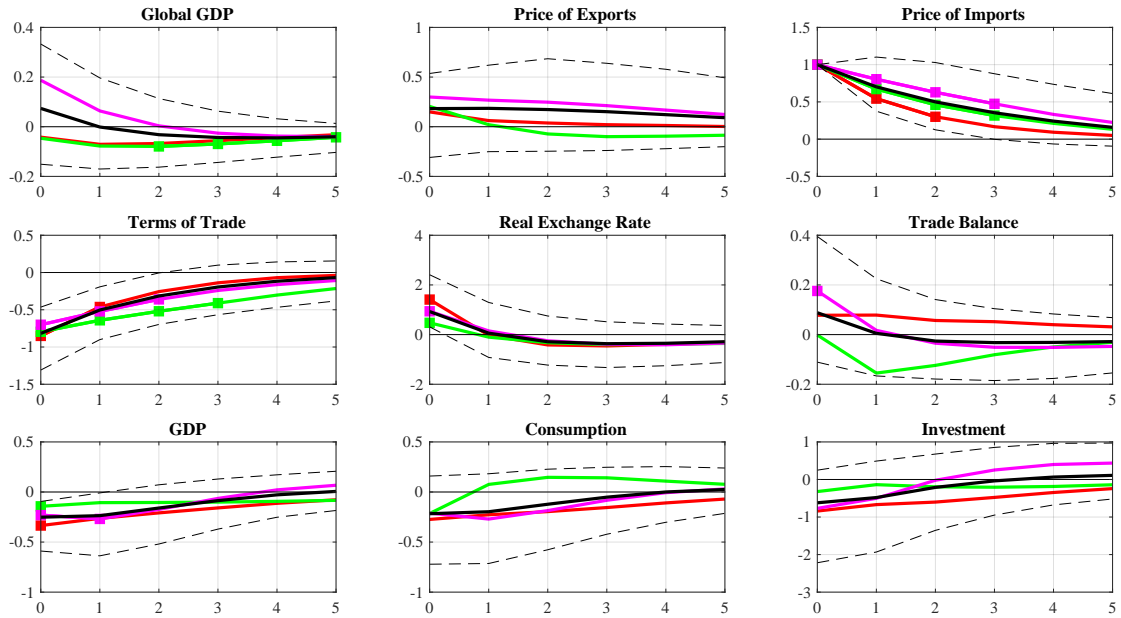 Global GDP
0.4
0.2
0
-0.2
0 1 2 3 4 5
Price of Exports
1
0.5
0
-0.5
0 1 2 3 4 5
Price of Imports
1.5
1
0.5
0
-0.5
0 1 2 3 4 5
Terms of Trade
0.5
0
-0.5
-1
-1.5
0 1 2 3 4 5
Real Exchange Rate
4
2
0
-2
0 1 2 3 4 5
Trade Balance
0.4
0.2
0
-0.2
0 1 2 3 4 5
GDP
0.5
0
-0.5
-1
0 1 2 3 4 5
Consumption
0.5
0
-0.5
-1
0 1 2 3 4 5
Investment
1
0
-1
-2
-3
0 1 2 3 4 5